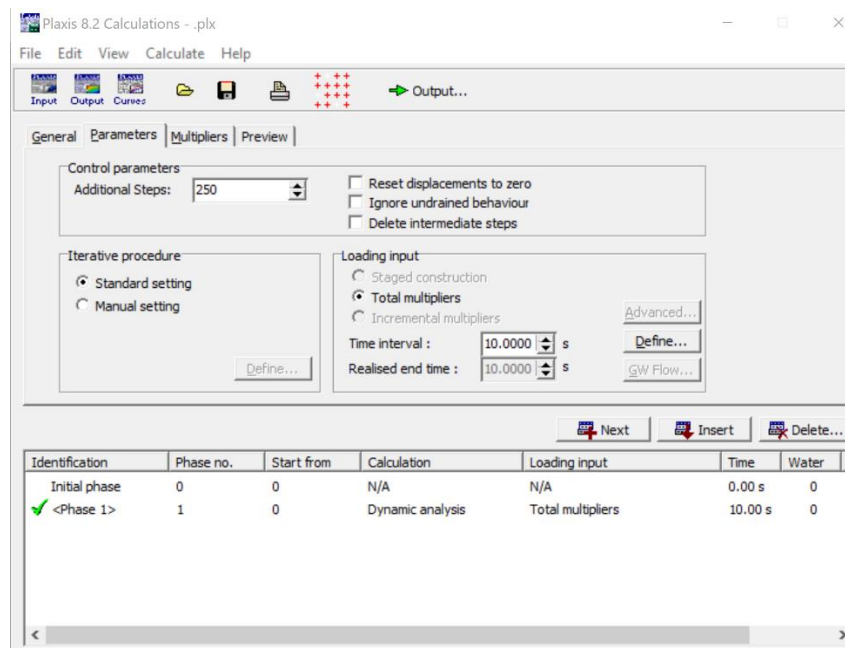 Plaxis 8.2 Calculations - .plx
File Edit View Calculate Help
Input Output Curves Output...
General Parameters Multipliers Preview
Control parameters
Additional Steps: 250
Reset displacements to zero
Ignore undrained behaviour
Delete intermediate steps
Iterative procedure
Standard setting
Manual setting
Define...
Loading input
Staged construction
Total multipliers
Incremental multipliers
Advanced...
Time interval : 10.0000 s Define...
Realised end time : 10.0000 s GW Flow...
Next Insert Delete...
Identification Phase no. Start from Calculation Loading input Time Water
Initial phase 0 0 N/A N/A 0.00 s 0
<Phase 1> 1 0 Dynamic analysis Total multipliers 10.00 s 0